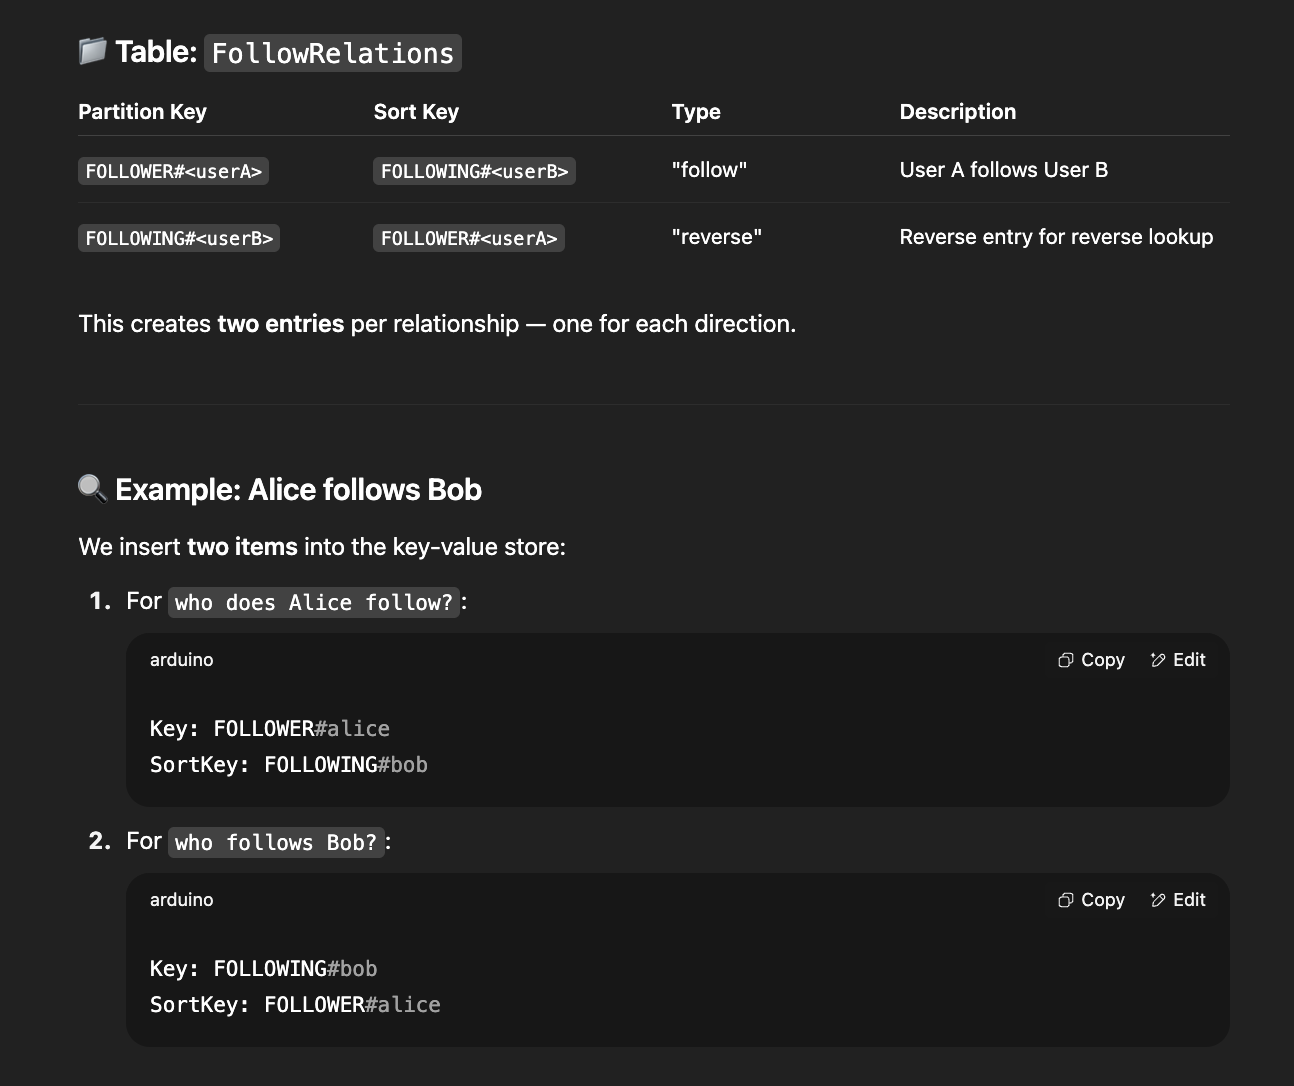 Table: FollowRelations
Partition Key Sort Key Type Description
FOLLOWER#<userA> FOLLOWING#<userB> "follow" User A follows User B
FOLLOWING#<userB> FOLLOWER#<userA> "reverse" Reverse entry for reverse lookup
This creates two entries per relationship — one for each direction.
Example: Alice follows Bob
We insert two items into the key-value store:
1. For who does Alice follow?:
arduino Copy Edit
Key: FOLLOWER#alice
SortKey: FOLLOWING#bob
2. For who follows Bob?:
arduino Copy Edit
Key: FOLLOWING#bob
SortKey: FOLLOWER#alice